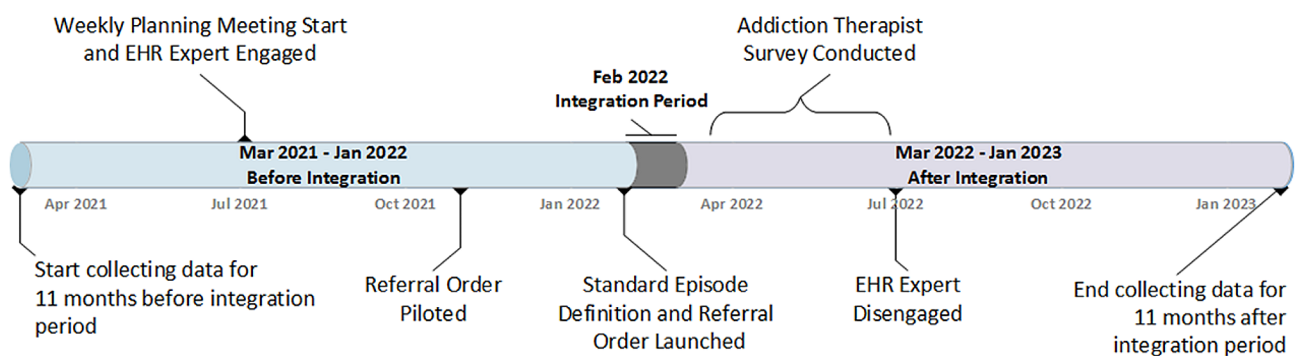 Weekly Planning Meeting Start
and EHR Expert Engaged
Feb 2022
Integration Period
Addiction Therapist
Survey Conducted
Mar 2021 - Jan 2022
Before Integration
Mar 2022 - Jan 2023
After Integration
Apr 2021
Jul 2021
Oct 2021
Jan 2022
Apr 2022
Jul 2022
Oct 2022
Jan 2023
Start collecting data for
11 months before integration
period
Referral Order
Piloted
Standard Episode
Definition and Referral
Order Launched
EHR Expert
Disengaged
End collecting data for
11 months after
integration period